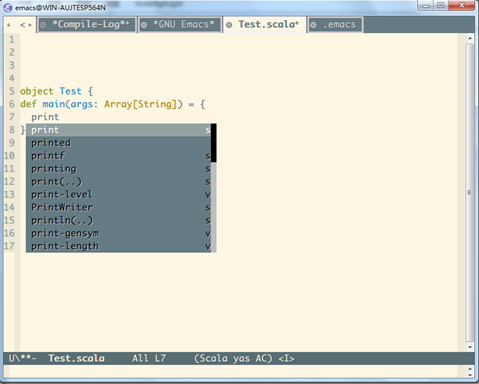 emacs@WIN-AUJTESP564N
< > *Compile-Log** *GNU Emacs* Test.scala* .emacs
1
2
3
4
5 object Test {
6 def main(args: Array[String]) = {
7 print
8 } print s
9 printed
10 printf s
11 printing s
12 print(..) s
13 print-level v
14 PrintWriter s
15 println(..) s
16 print-gensym v
17 print-length v
U\**- Test.scala All L7 (Scala yas AC) <I>